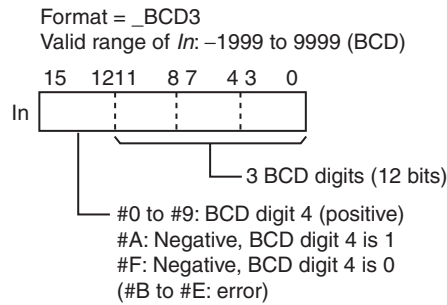 Format = _BCD3
Valid range of In: –1999 to 9999 (BCD)
15 1211 8 7 4 3 0
In
3 BCD digits (12 bits)
#0 to #9: BCD digit 4 (positive)
#A: Negative, BCD digit 4 is 1
#F: Negative, BCD digit 4 is 0
(#B to #E: error)